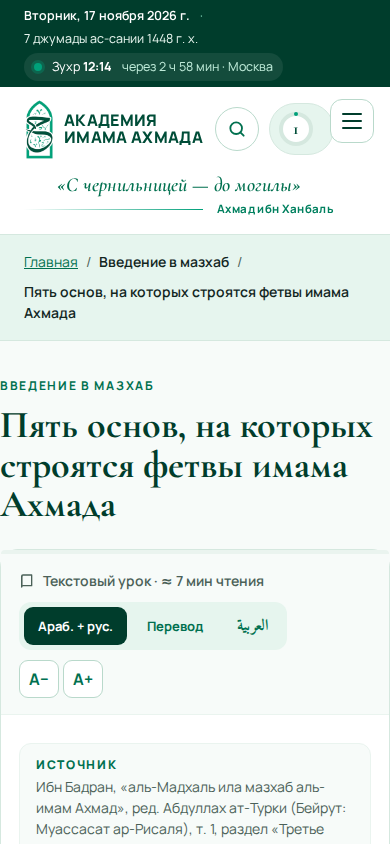 Вторник, 17 ноября 2026 г. ·
7 джумады ас-сании 1448 г. х.
Зухр 12:14 через 2 ч 58 мин · Москва
АКАДЕМИЯ
ИМАМА АХМАДА
1
«С чернильницей — до могилы»
Ахмад ибн Ханбаль
Главная / Введение в мазхаб /
Пять основ, на которых строятся фетвы имама
Ахмада
ВВЕДЕНИЕ В МАЗХАБ
Пять основ, на которых
строятся фетвы имама
Ахмада
Текстовый урок · ≈ 7 мин чтения
Араб. + рус. Перевод العربية
A− A+
ИСТОЧНИК
Ибн Бадран, «аль-Мадхаль ила мазхаб аль-
имам Ахмад», ред. Абдуллах ат-Турки (Бейрут:
Муассасат ар-Рисаля), т. 1, раздел «Третье